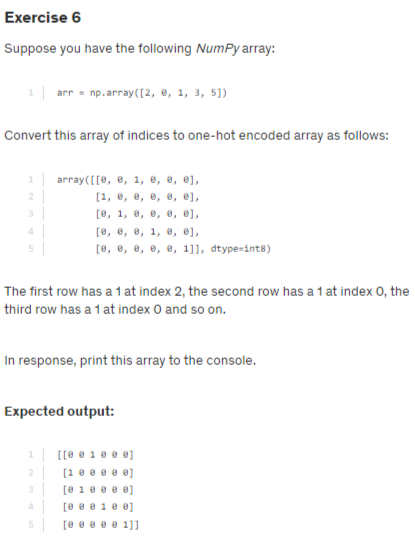 Exercise 6
Suppose you have the following NumPy array:
1 arr = np.array([2, 0, 1, 3, 5])
Convert this array of indices to one-hot encoded array as follows:
1 array([[0, 0, 1, 0, 0, 0],
2 [1, 0, 0, 0, 0, 0],
3 [0, 1, 0, 0, 0, 0],
4 [0, 0, 0, 1, 0, 0],
5 [0, 0, 0, 0, 0, 1]], dtype=int8)
The first row has a 1 at index 2, the second row has a 1 at index 0, the
third row has a 1 at index 0 and so on.
In response, print this array to the console.
Expected output:
1 [[0 0 1 0 0 0]
2 [1 0 0 0 0 0]
3 [0 1 0 0 0 0]
4 [0 0 0 1 0 0]
5 [0 0 0 0 0 1]]